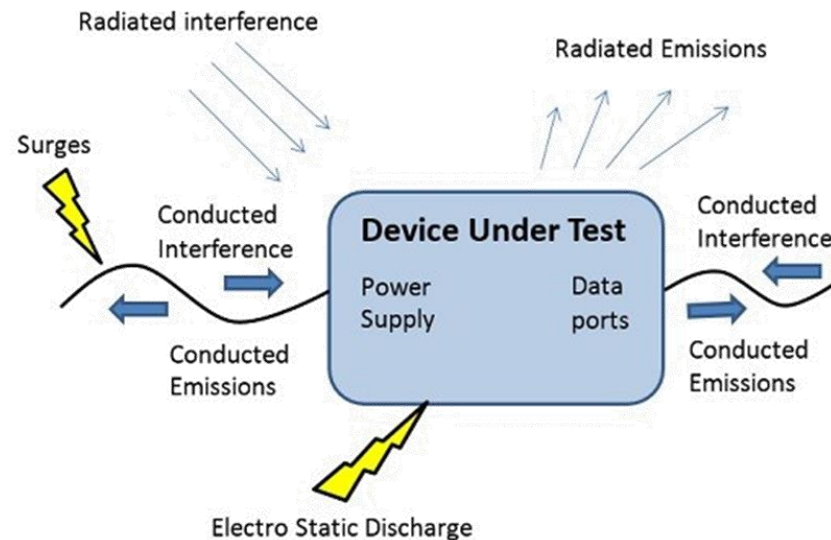 Radiated interference
Radiated Emissions
Surges
Conducted
Interference
Device Under Test
Conducted
Interference
Power
Supply
Data
ports
Conducted
Emissions
Conducted
Emissions
Electro Static Discharge